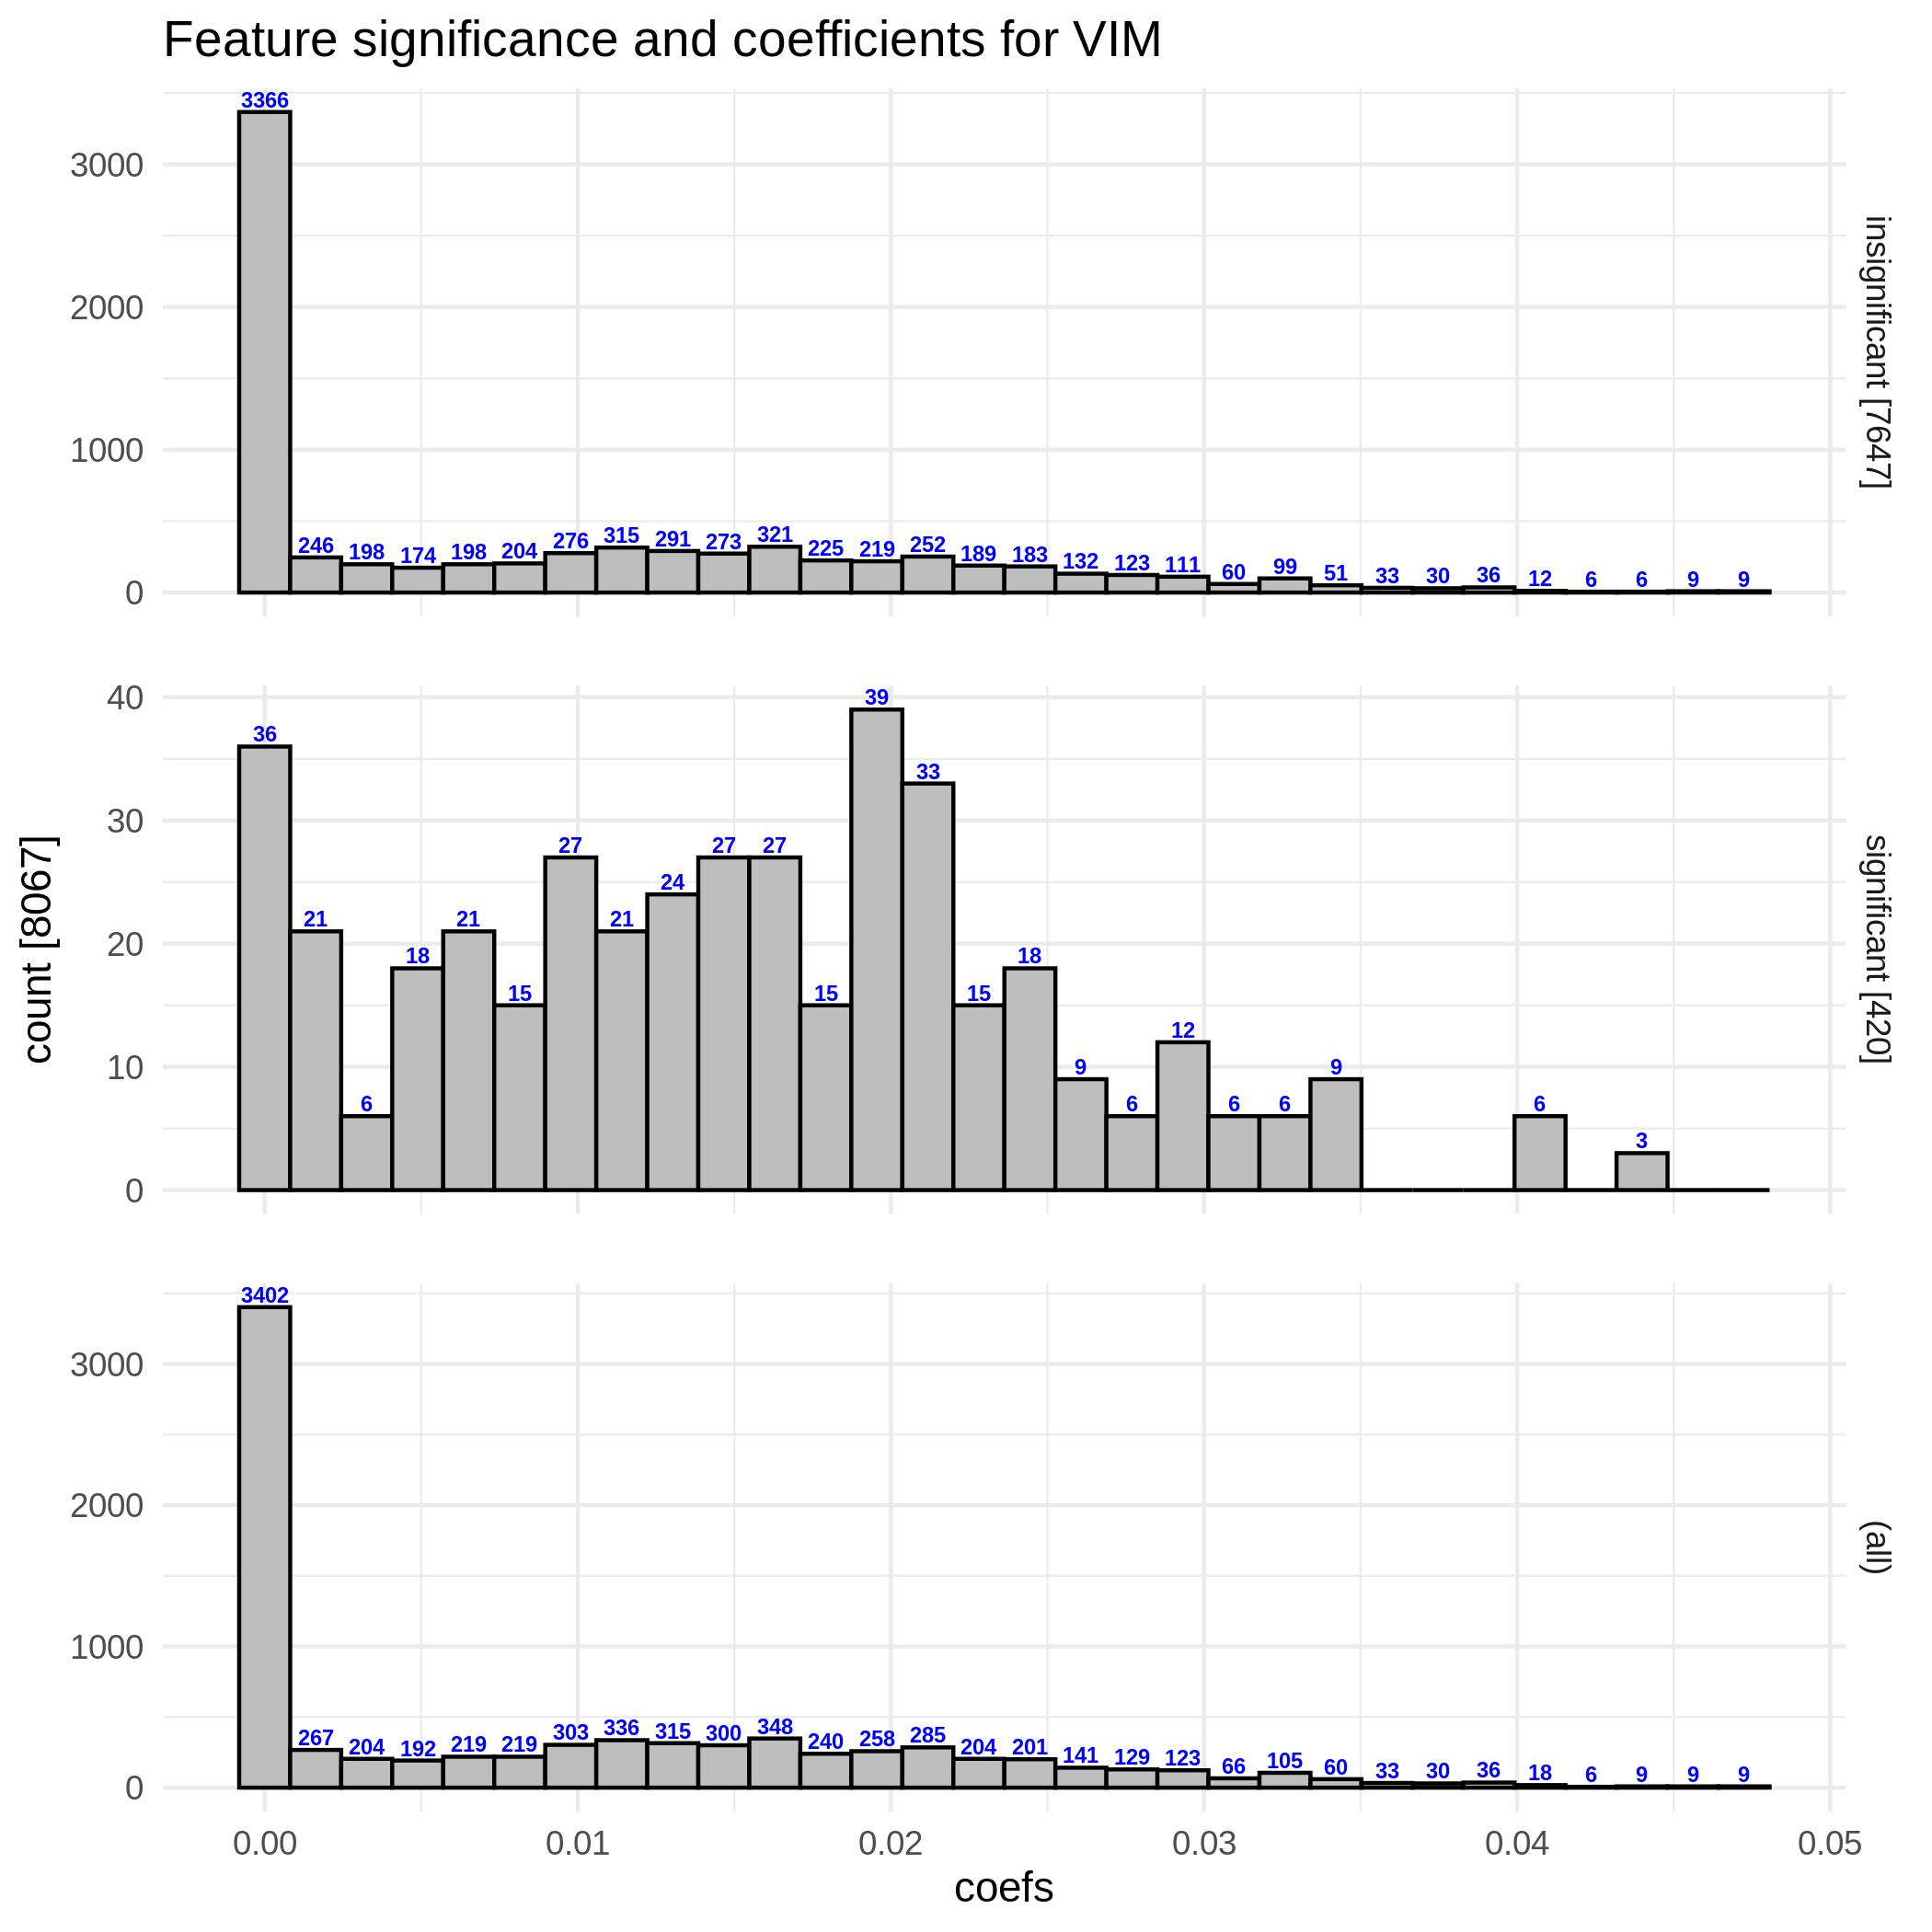 Feature significance and coefficients for VIM
3366
246 198 174 198 204 276 315 291 273 321 225 219 252 189 183 132 123 111 60 99 51 33 30 36 12 6 6 9 9
3000
2000
1000
0
insignificant [7647]
36 21 6 18 21 15 27 21 24 27 27 15 39 33 15 18 9 6 12 6 6 9 6 3
40
30
20
10
0
significant [420]
count [8067]
3402
267 204 192 219 219 303 336 315 300 348 240 258 285 204 201 141 129 123 66 105 60 33 30 36 18 6 9 9 9
3000
2000
1000
0
(all)
0.00 0.01 0.02 0.03 0.04 0.05
coefs